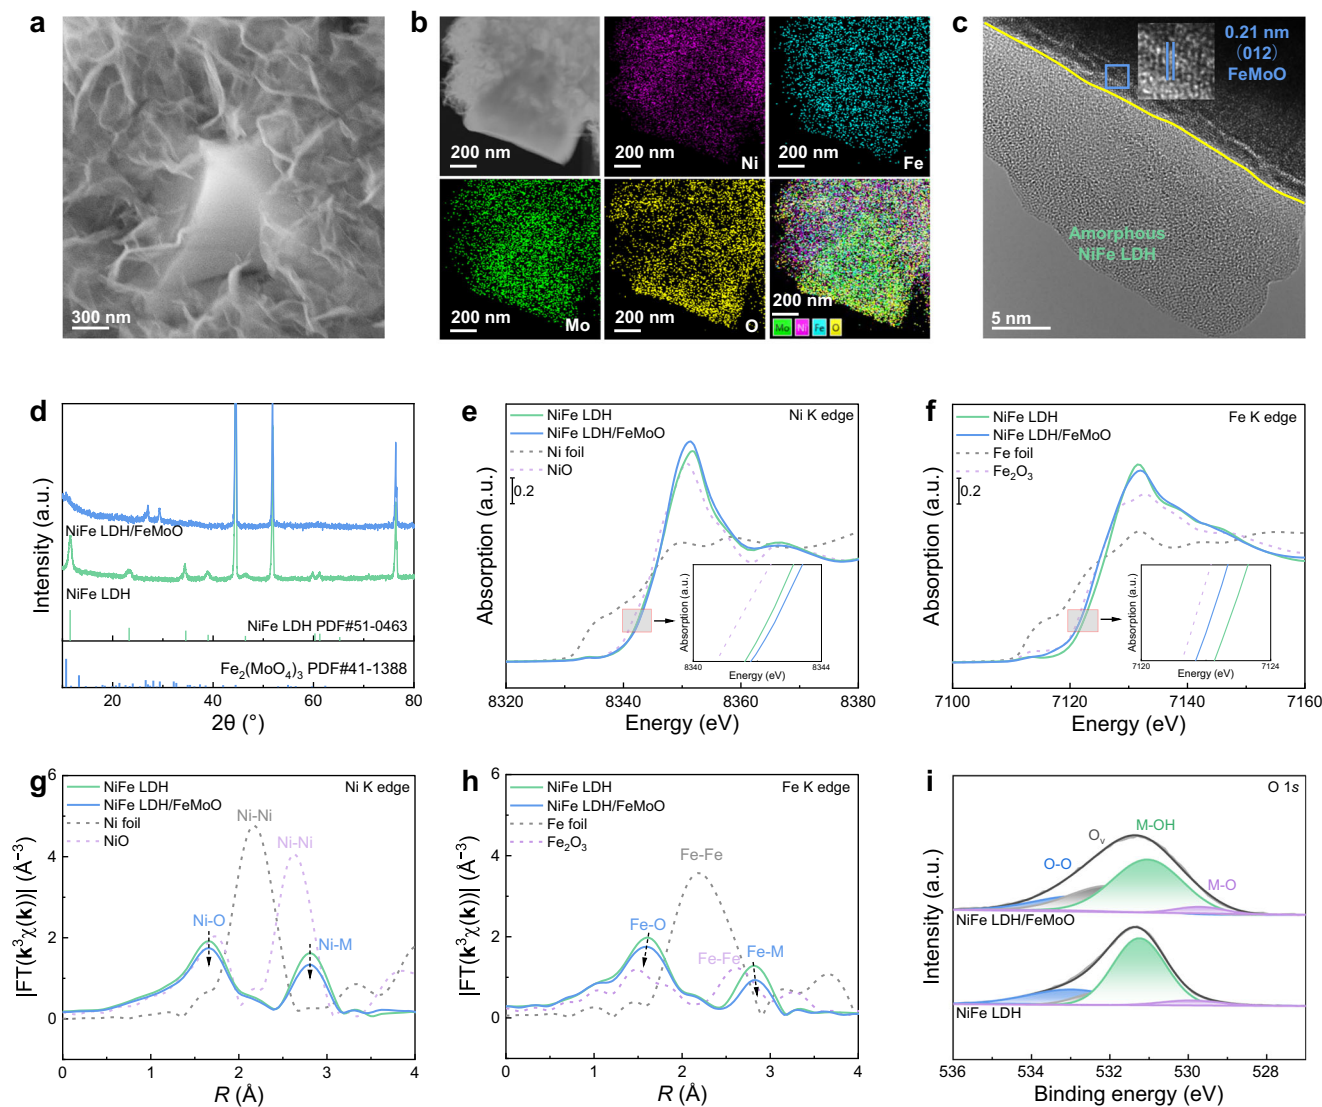 a
300 nm
b
200 nm
Ni
200 nm
Fe
200 nm
200 nm
Mo
200 nm
O
200 nm
Mo Ni Fe O
c
0.21 nm
(012)
FeMoO
Amorphous
NiFe LDH
5 nm
d
Intensity (a.u.)
NiFe LDH/FeMoO
NiFe LDH
NiFe LDH PDF#51-0463
Fe₂(MoO₄)₃ PDF#41-1388
20 40 60 80
2θ (°)
e
NiFe LDH
NiFe LDH/FeMoO
Ni foil
NiO
Ni K edge
0.2
Absorption (a.u.)
Absorption (a.u.)
8340 8344
Energy (eV)
8320 8340 8360 8380
Energy (eV)
f
NiFe LDH
NiFe LDH/FeMoO
Fe foil
Fe₂O₃
Fe K edge
0.2
Absorption (a.u.)
Absorption (a.u.)
7120 7124
Energy (eV)
7100 7120 7140 7160
Energy (eV)
g
NiFe LDH
NiFe LDH/FeMoO
Ni foil
NiO
Ni K edge
Ni-Ni
Ni-Ni
Ni-O
Ni-M
|FT(k³χ(k))| (Å⁻³)
6
4
2
0
0 1 2 3 4
R (Å)
h
NiFe LDH
NiFe LDH/FeMoO
Fe foil
Fe₂O₃
Fe K edge
Fe-Fe
Fe-O
Fe-Fe
Fe-M
|FT(k³χ(k))| (Å⁻³)
6
4
2
0
0 1 2 3 4
R (Å)
i
O 1s
M-OH
Oᵥ
O-O
M-O
NiFe LDH/FeMoO
NiFe LDH
Intensity (a.u.)
536 534 532 530 528
Binding energy (eV)